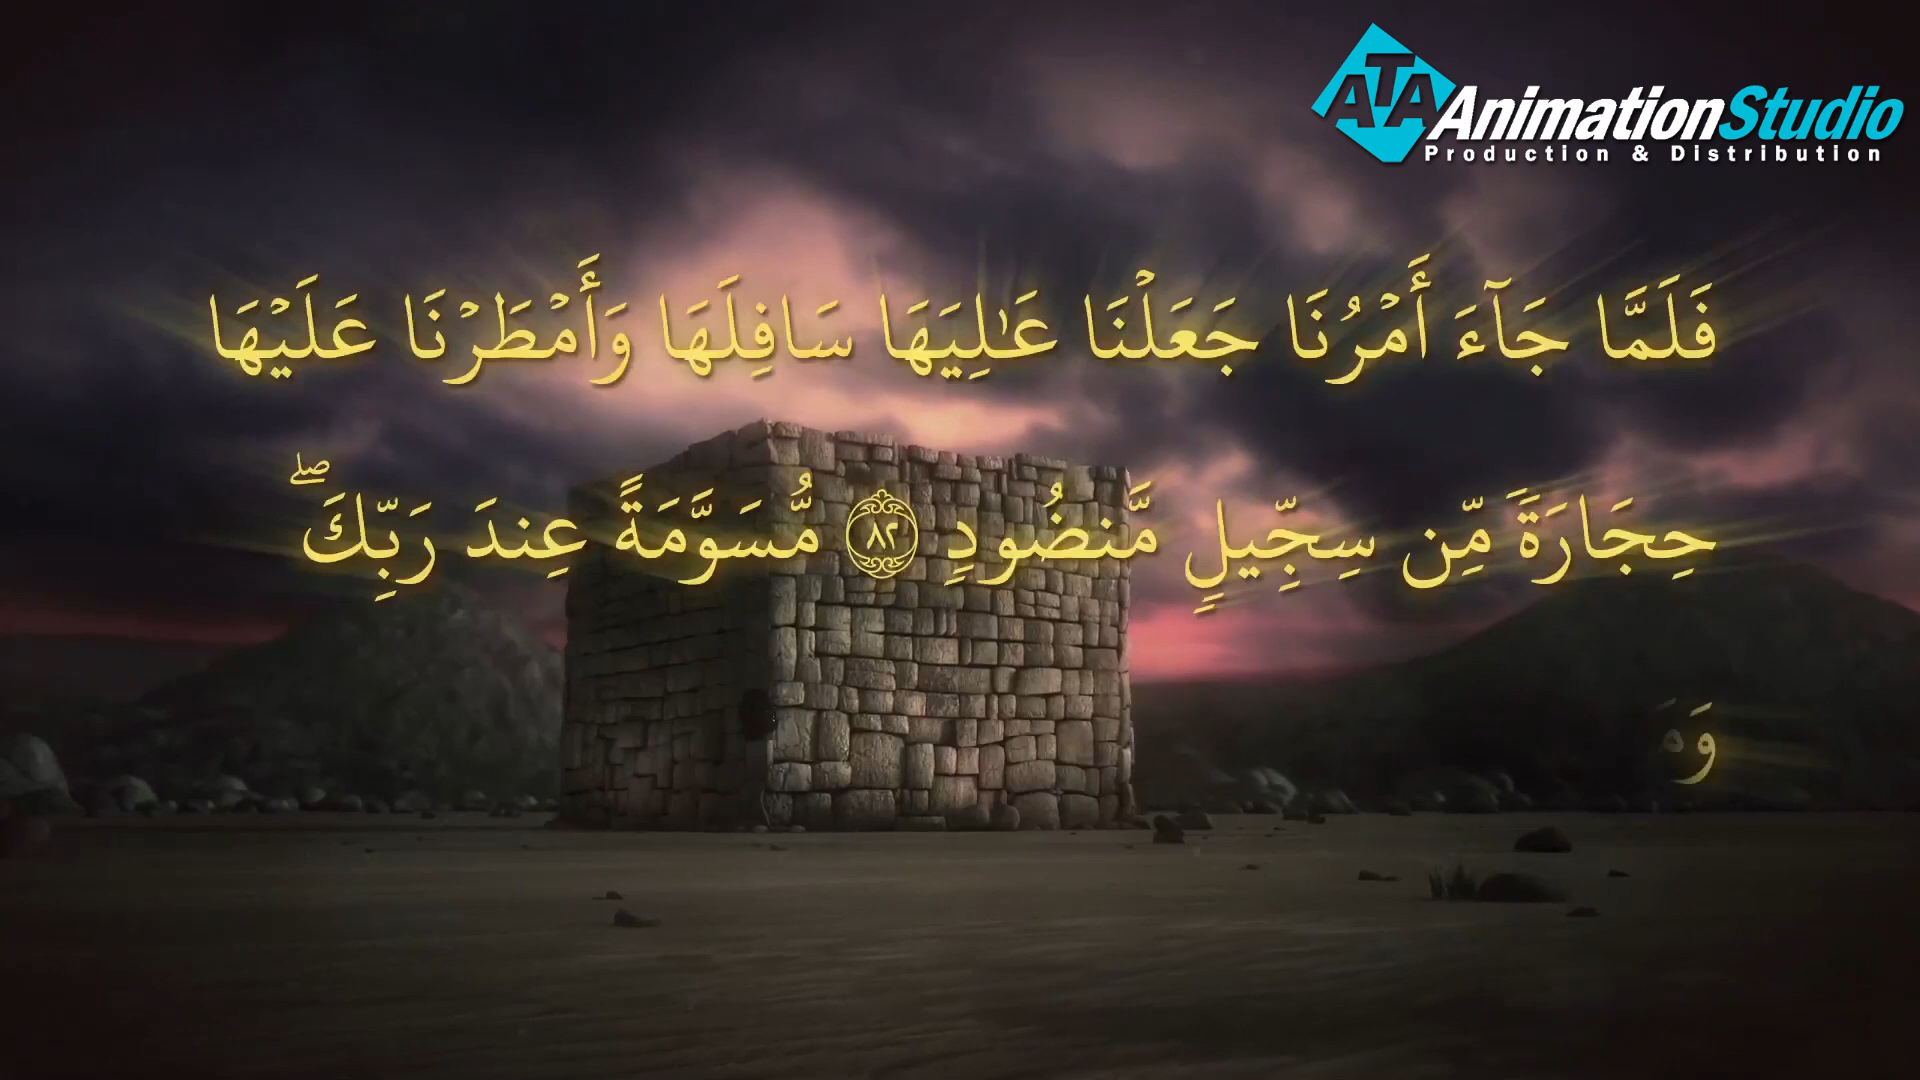 ATA AnimationStudio
Production & Distribution
فَلَمَّا جَآءَ أَمْرُنَا جَعَلْنَا عَٰلِيَهَا سَافِلَهَا وَأَمْطَرْنَا عَلَيْهَا
حِجَارَةً مِّن سِجِّيلٍ مَّنضُودٍ ٨٢ مُّسَوَّمَةً عِندَ رَبِّكَ ۖ